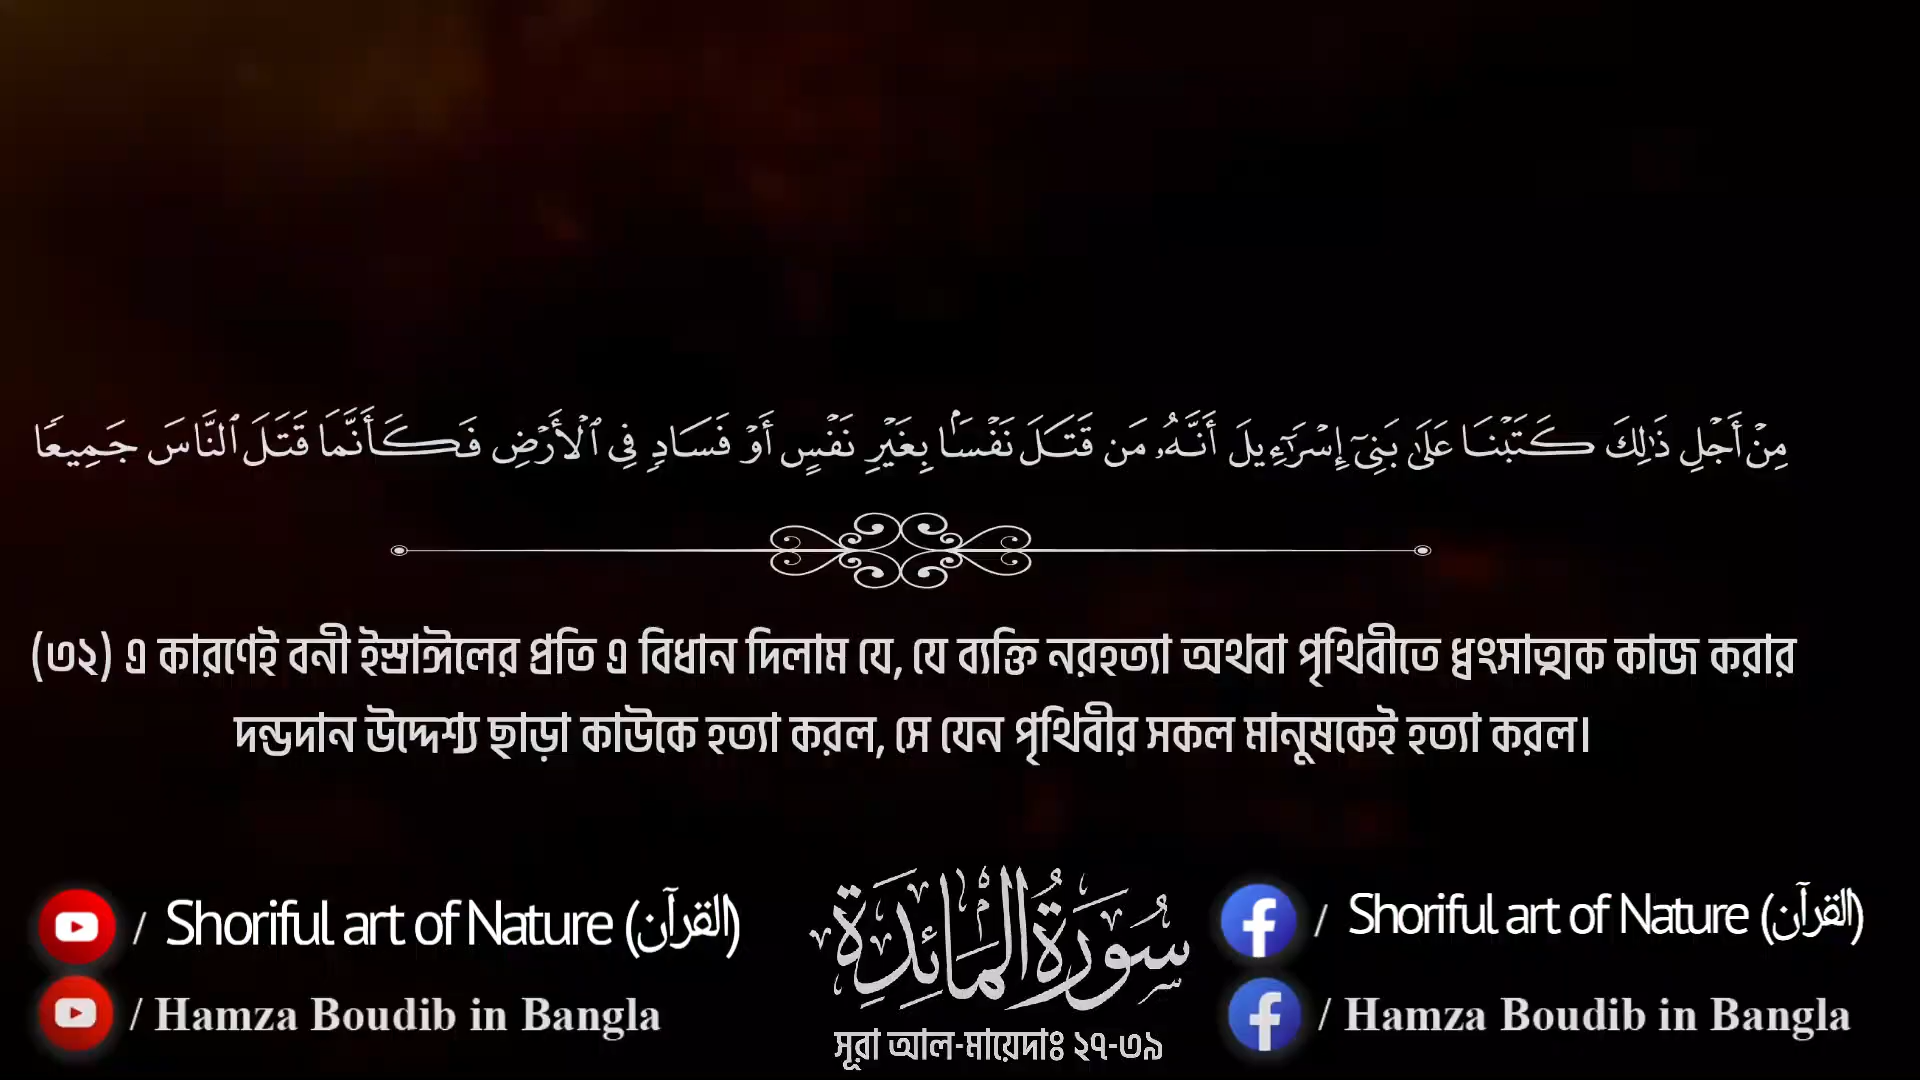 مِنْ أَجْلِ ذَٰلِكَ كَتَبْنَا عَلَىٰ بَنِىٓ إِسْرَٰٓءِيلَ أَنَّهُۥ مَن قَتَلَ نَفْسًۢا بِغَيْرِ نَفْسٍ أَوْ فَسَادٍ فِى ٱلْأَرْضِ فَكَأَنَّمَا قَتَلَ ٱلنَّاسَ جَمِيعًا
(৩২) এ কারণেই বনী ইস্রাঈলের প্রতি এ বিধান দিলাম যে, যে ব্যক্তি নরহত্যা অথবা পৃথিবীতে ধ্বংসাত্মক কাজ করার
দন্ডদান উদ্দেশ্য ছাড়া কাউকে হত্যা করল, সে যেন পৃথিবীর সকল মানুষকেই হত্যা করল।
/ Shoriful art of Nature (القرآن)
/ Hamza Boudib in Bangla
سُورَةُ الْمَائِدَةِ
সূরা আল-মায়েদাঃ ২৭-৩৯
/ Shoriful art of Nature (القرآن)
/ Hamza Boudib in Bangla